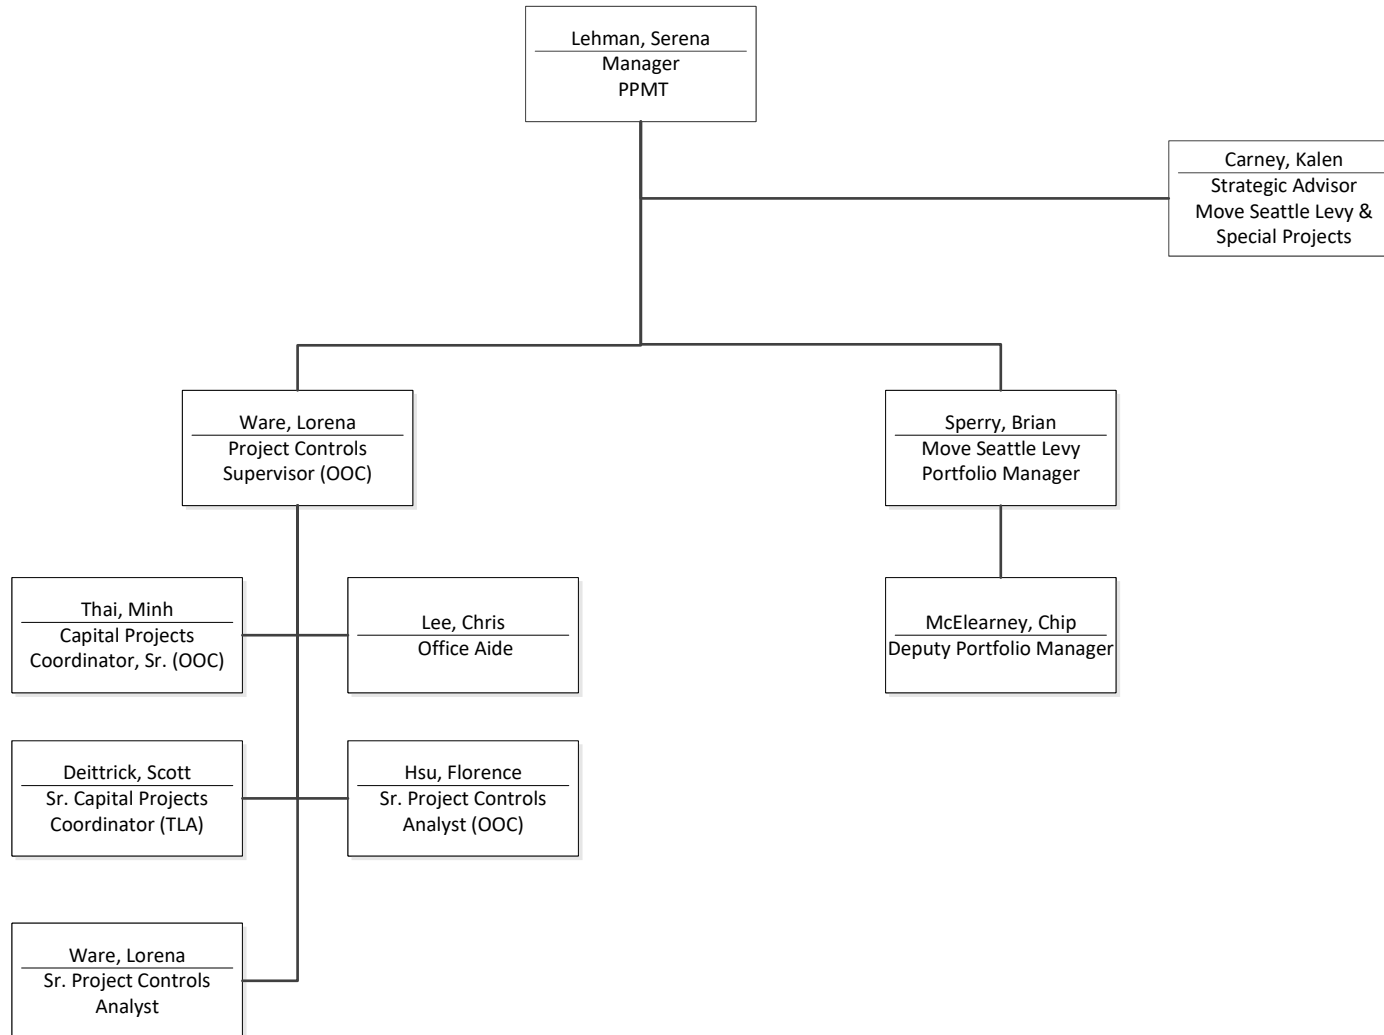 Lehman, Serena
Manager
PPMT
Carney, Kalen
Strategic Advisor
Move Seattle Levy &
Special Projects
Ware, Lorena
Project Controls
Supervisor (OOC)
Sperry, Brian
Move Seattle Levy
Portfolio Manager
Thai, Minh
Capital Projects
Coordinator, Sr. (OOC)
Lee, Chris
Office Aide
McElearney, Chip
Deputy Portfolio Manager
Deittrick, Scott
Sr. Capital Projects
Coordinator (TLA)
Hsu, Florence
Sr. Project Controls
Analyst (OOC)
Ware, Lorena
Sr. Project Controls
Analyst